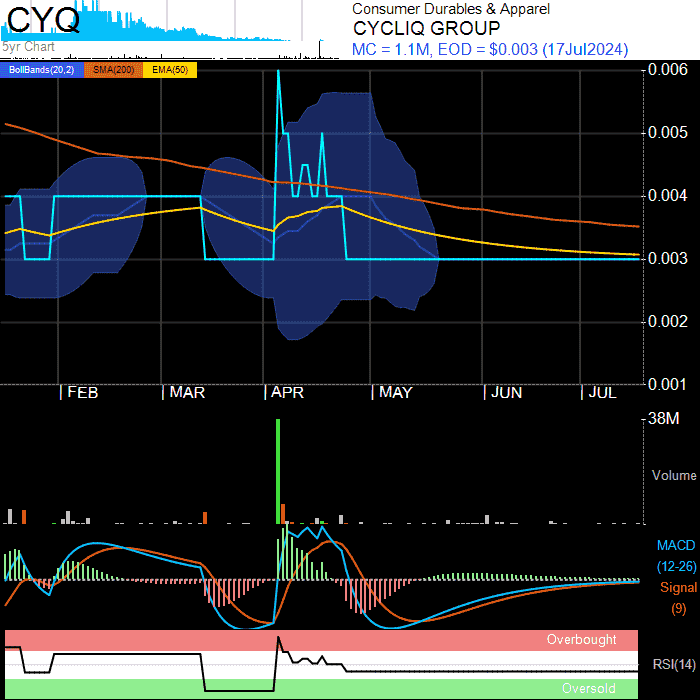 CYQ
5yr Chart
Consumer Durables & Apparel
CYCLIQ GROUP
MC = 1.1M, EOD = $0.003 (17Jul2024)
BollBands(20,2) SMA(200) EMA(50)
0.006
0.005
0.004
0.003
0.002
0.001
FEB MAR APR MAY JUN JUL
38M
Volume
MACD
(12-26)
Signal
(9)
Overbought
RSI(14)
Oversold